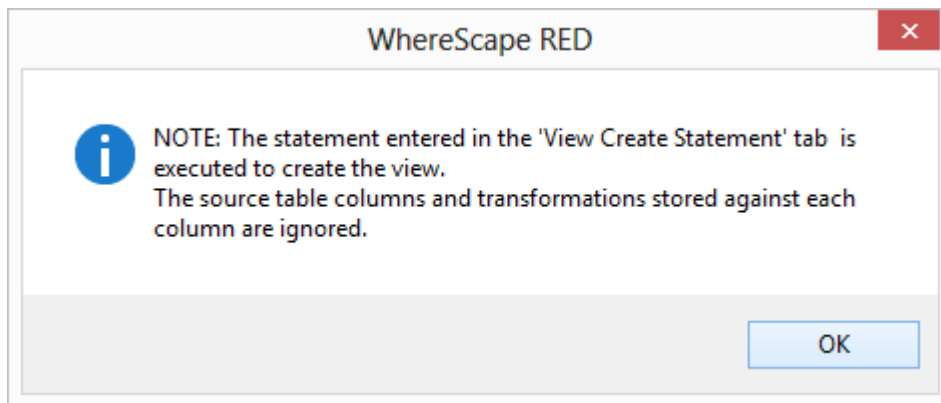 WhereScape RED
NOTE: The statement entered in the 'View Create Statement' tab  is
executed to create the view.
The source table columns and transformations stored against each
column are ignored.
OK